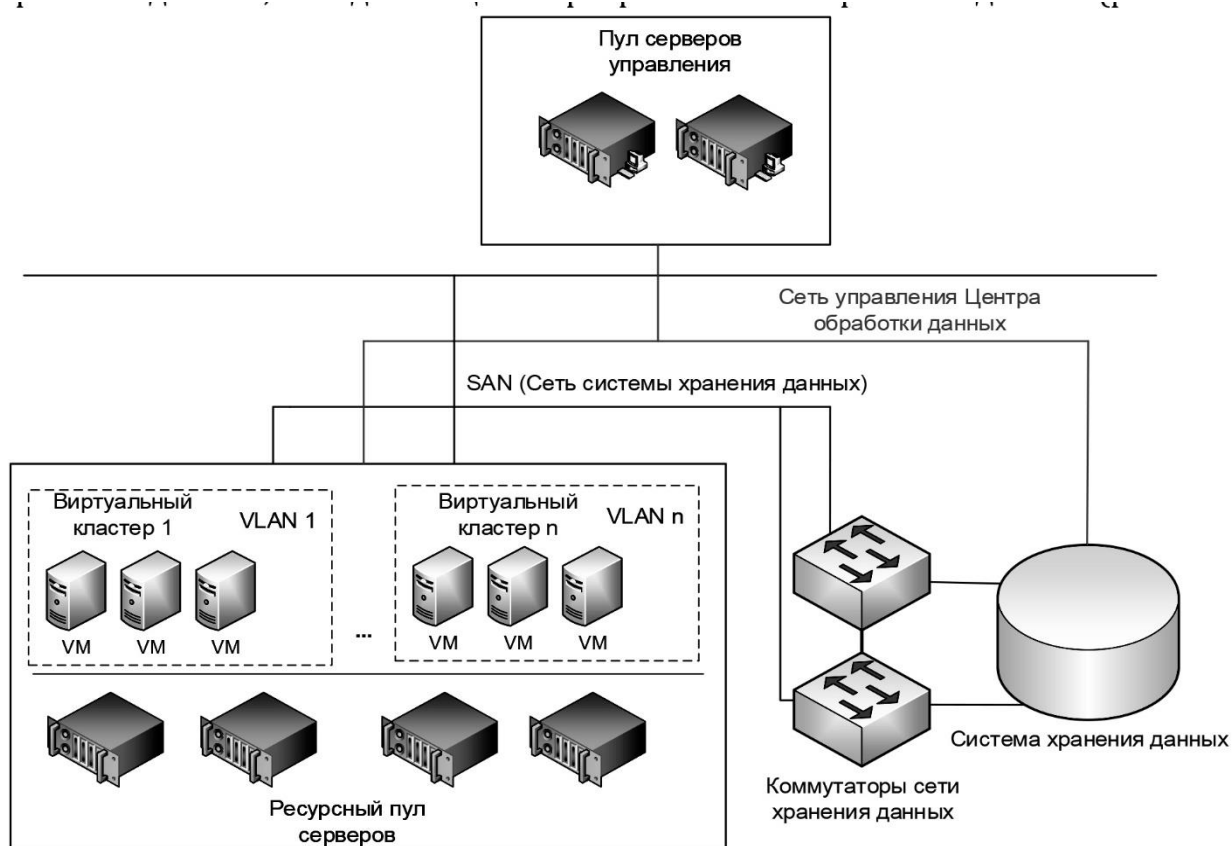 Пул серверов
управления
Сеть управления Центра
обработки данных
SAN (Сеть системы хранения данных)
Виртуальный
кластер 1
VLAN 1
Виртуальный
кластер n
VLAN n
VM
VM
VM
...
VM
VM
VM
Система хранения данных
Коммутаторы сети
хранения данных
Ресурсный пул
серверов